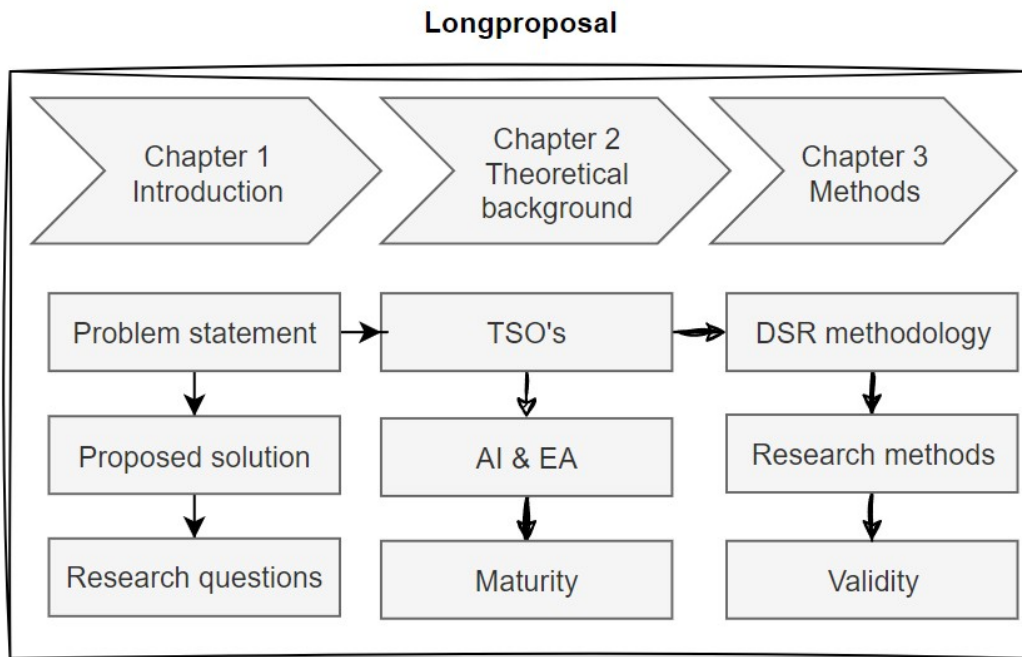 Longproposal
Chapter 1
Introduction
Chapter 2
Theoretical
background
Chapter 3
Methods
Problem statement
TSO's
DSR methodology
Proposed solution
AI & EA
Research methods
Research questions
Maturity
Validity